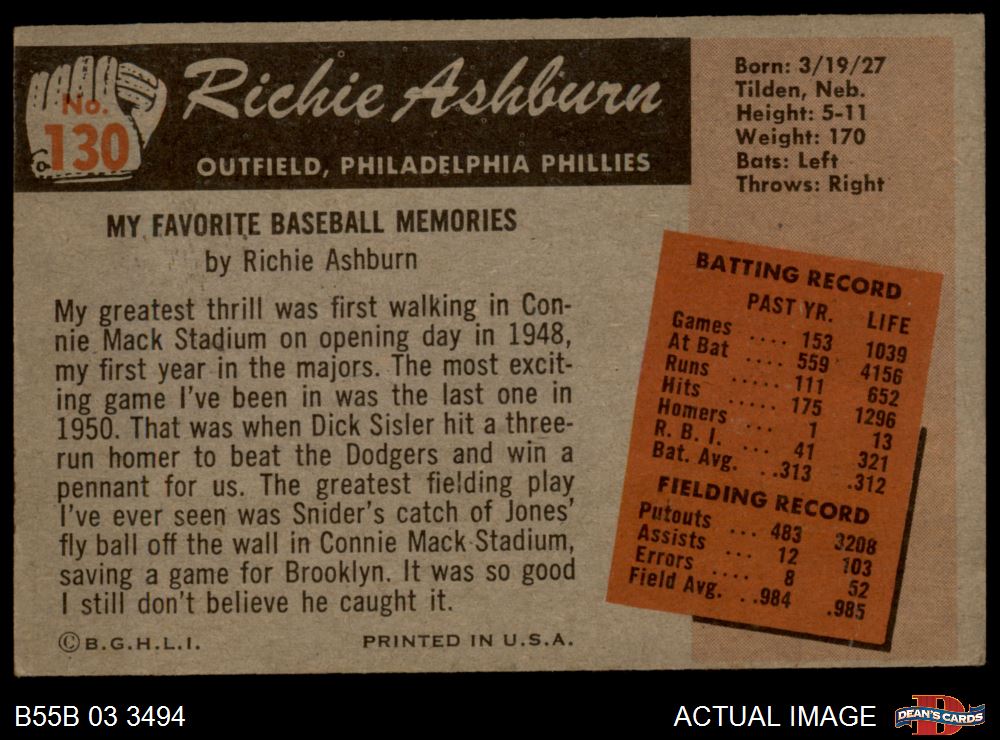 No.
130
Richie Ashburn
OUTFIELD, PHILADELPHIA PHILLIES
Born: 3/19/27
Tilden, Neb.
Height: 5-11
Weight: 170
Bats: Left
Throws: Right
MY FAVORITE BASEBALL MEMORIES
by Richie Ashburn
My greatest thrill was first walking in Con-
nie Mack Stadium on opening day in 1948,
my first year in the majors. The most excit-
ing game I've been in was the last one in
1950. That was when Dick Sisler hit a three-
run homer to beat the Dodgers and win a
pennant for us. The greatest fielding play
I've ever seen was Snider's catch of Jones'
fly ball off the wall in Connie Mack Stadium,
saving a game for Brooklyn. It was so good
I still don't believe he caught it.
BATTING RECORD
PAST YR. LIFE
Games .... 153 1039
At Bat .... 559 4156
Runs ..... 111 652
Hits ..... 175 1296
Homers ... 1 13
R. B. I. ... 41 321
Bat. Avg. ..313 .312
FIELDING RECORD
Putouts ... 483 3208
Assists ... 12 103
Errors .... 8 52
Field Avg. ..984 .985
©B.G.H.L.I. PRINTED IN U.S.A.
B55B 03 3494 ACTUAL IMAGE
D
DEAN'S CARDS